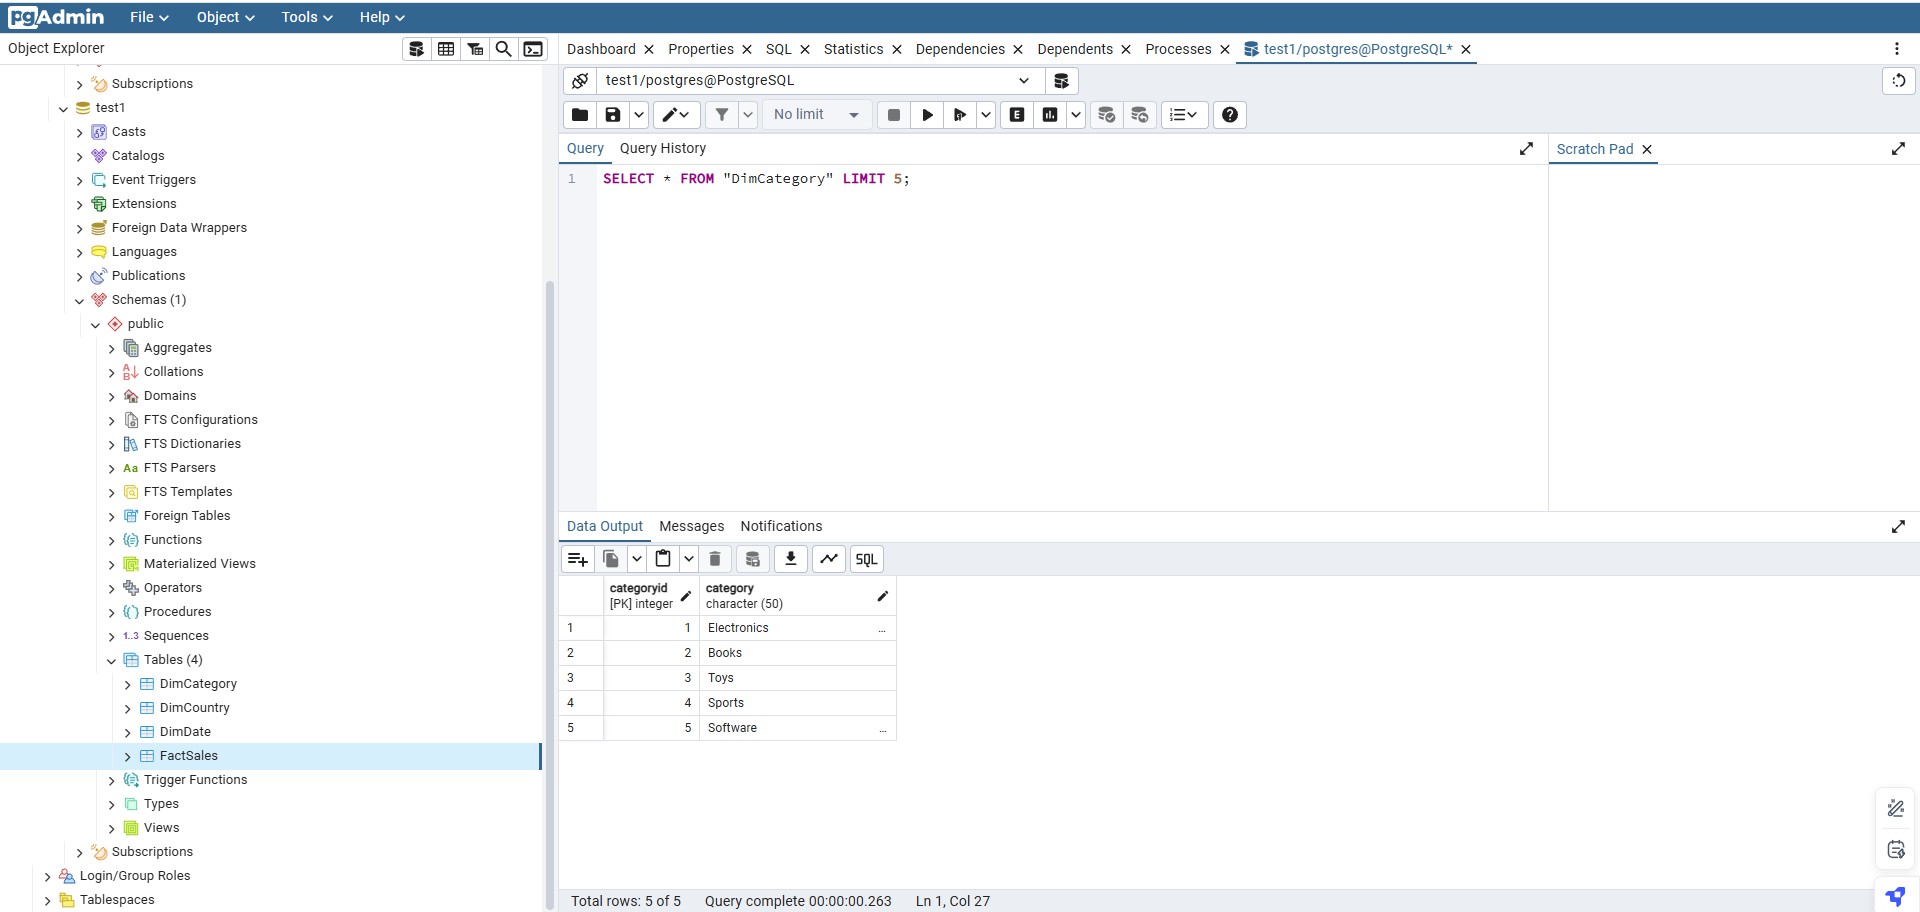 pgAdmin File Object Tools Help
Object Explorer
Subscriptions
test1
Casts
Catalogs
Event Triggers
Extensions
Foreign Data Wrappers
Languages
Publications
Schemas (1)
public
Aggregates
Collations
Domains
FTS Configurations
FTS Dictionaries
Aa FTS Parsers
FTS Templates
Foreign Tables
Functions
Materialized Views
Operators
Procedures
1..3 Sequences
Tables (4)
DimCategory
DimCountry
DimDate
FactSales
Trigger Functions
Types
Views
Subscriptions
Login/Group Roles
Tablespaces
Dashboard Properties SQL Statistics Dependencies Dependents Processes test1/postgres@PostgreSQL*
test1/postgres@PostgreSQL
No limit E
Query Query History
1 SELECT * FROM "DimCategory" LIMIT 5;
Scratch Pad
Data Output Messages Notifications
SQL
categoryid category
[PK] integer character (50)
1 1 Electronics ...
2 2 Books
3 3 Toys
4 4 Sports
5 5 Software ...
Total rows: 5 of 5 Query complete 00:00:00.263 Ln 1, Col 27